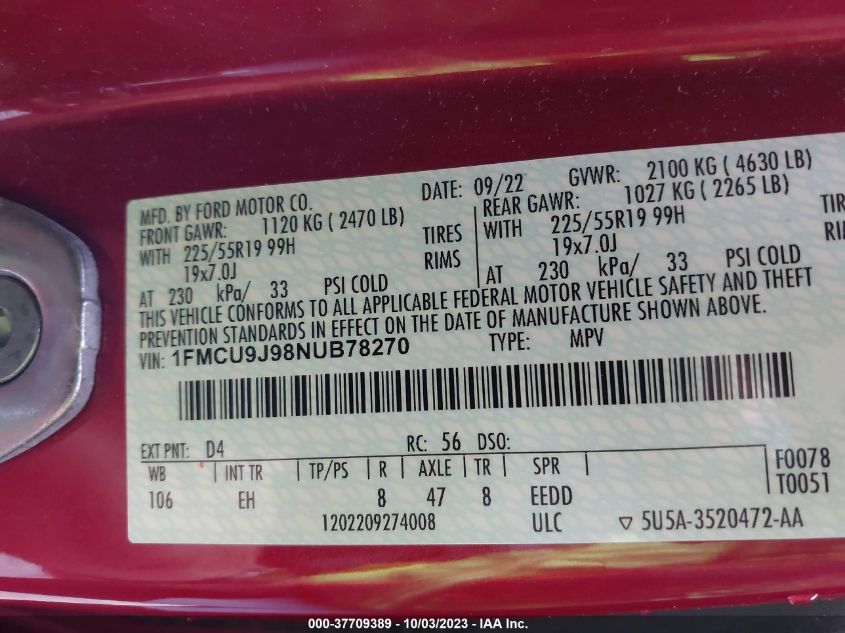 MFD. BY FORD MOTOR CO. DATE: 09/22 GVWR: 2100 KG ( 4630 LB)
FRONT GAWR: 1120 KG ( 2470 LB) REAR GAWR: 1027 KG ( 2265 LB)
WITH 225/55R19 99H TIRES WITH 225/55R19 99H TIR
19x7.0J RIMS 19x7.0J RI
AT 230 kPa/ 33 PSI COLD AT 230 kPa/ 33 PSI COLD
THIS VEHICLE CONFORMS TO ALL APPLICABLE FEDERAL MOTOR VEHICLE SAFETY AND THEFT
PREVENTION STANDARDS IN EFFECT ON THE DATE OF MANUFACTURE SHOWN ABOVE.
VIN: 1FMCU9J98NUB78270 TYPE: MPV
EXT PNT: D4 RC: 56 DSO:
WB INT TR TP/PS R AXLE TR SPR F0078
106 EH 8 47 8 EEDD T0051
1202209274008 ULC ▽ 5U5A-3520472-AA
000-37709389 - 10/03/2023 - IAA Inc.